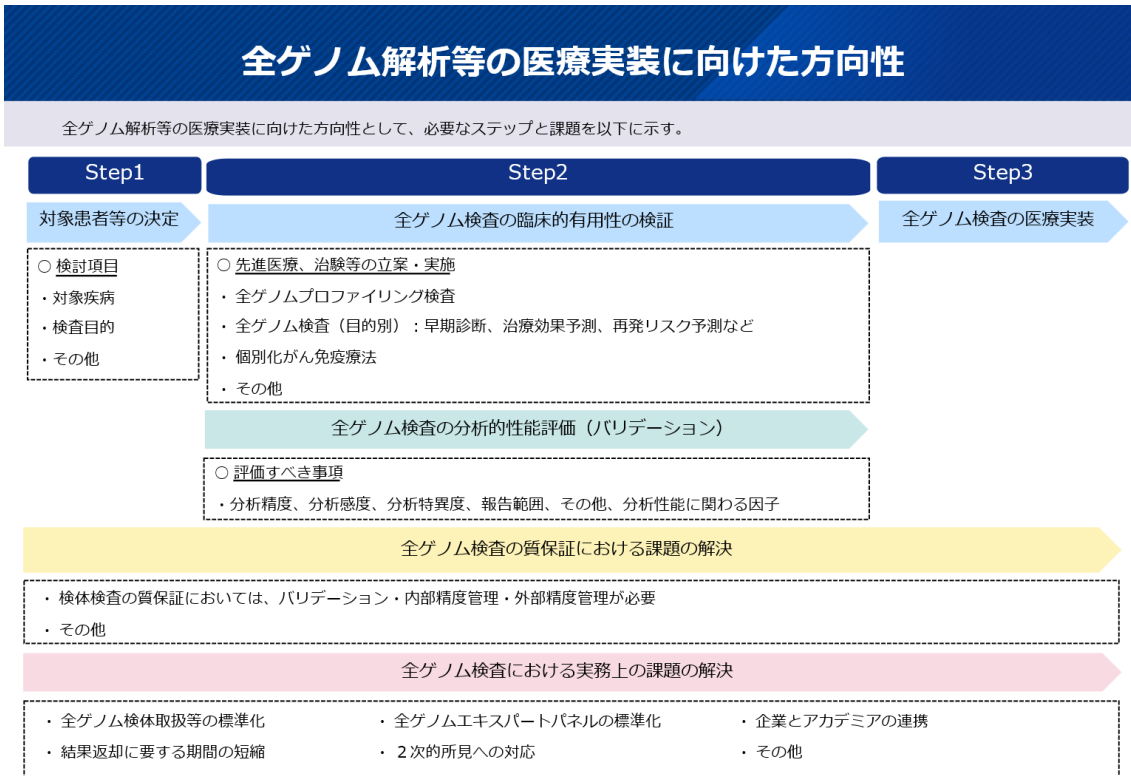 全ゲノム解析等の医療実装に向けた方向性
全ゲノム解析等の医療実装に向けた方向性として、必要なステップと課題を以下に示す。
Step1
Step2
Step3
対象患者等の決定
全ゲノム検査の臨床的有用性の検証
全ゲノム検査の医療実装
○ 検討項目
・対象疾病
・検査目的
・その他
○ 先進医療、治験等の立案・実施
・ 全ゲノムプロファイリング検査
・ 全ゲノム検査（目的別）：早期診断、治療効果予測、再発リスク予測など
・ 個別化がん免疫療法
・ その他
全ゲノム検査の分析的性能評価（バリデーション）
○ 評価すべき事項
・分析精度、分析感度、分析特異度、報告範囲、その他、分析性能に関わる因子
全ゲノム検査の質保証における課題の解決
・ 検体検査の質保証においては、バリデーション・内部精度管理・外部精度管理が必要
・ その他
全ゲノム検査における実務上の課題の解決
・ 全ゲノム検体取扱等の標準化
・ 結果返却に要する期間の短縮
・ 全ゲノムエキスパートパネルの標準化
・ ２次的所見への対応
・ 企業とアカデミアの連携
・ その他